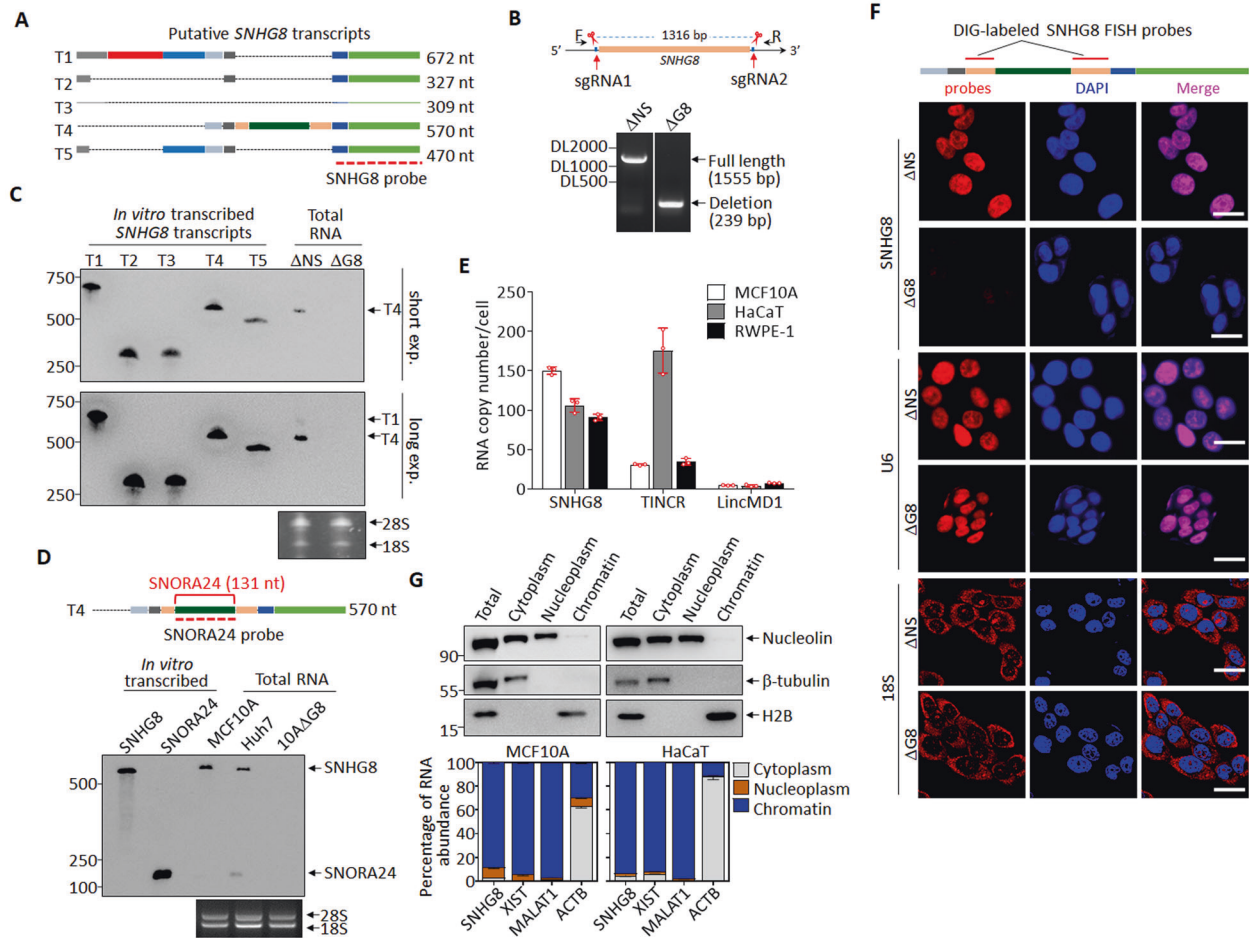 A
Putative SNHG8 transcripts
T1 672 nt
T2 327 nt
T3 309 nt
T4 570 nt
T5 470 nt
SNHG8 probe
B
F 1316 bp R
5′ SNHG8 3′
sgRNA1 sgRNA2
ΔNS ΔG8
DL2000
DL1000
DL500
Full length
(1555 bp)
Deletion
(239 bp)
C
In vitro transcribed
SNHG8 transcripts
Total
RNA
T1 T2 T3 T4 T5 ΔNS ΔG8
750
500
250
T4
short exp.
750
500
250
T1
T4
long exp.
28S
18S
D
SNORA24 (131 nt)
T4 570 nt
SNORA24 probe
In vitro
transcribed
Total RNA
SNHG8 SNORA24 MCF10A Huh7 10AΔG8
500
200
100
SNHG8
SNORA24
28S
18S
E
RNA copy number/cell
250
200
150
100
50
0
MCF10A
HaCaT
RWPE-1
SNHG8 TINCR LincMD1
F
DIG-labeled SNHG8 FISH probes
probes DAPI Merge
SNHG8
ΔNS
ΔG8
U6
ΔNS
ΔG8
18S
ΔNS
ΔG8
G
Total Cytoplasm Nucleoplasm Chromatin Total Cytoplasm Nucleoplasm Chromatin
90 Nucleolin
55 β-tubulin
15 H2B
MCF10A HaCaT
Percentage of RNA
abundance
100
80
60
40
20
0
Cytoplasm
Nucleoplasm
Chromatin
SNHG8 XIST MALAT1 ACTB SNHG8 XIST MALAT1 ACTB